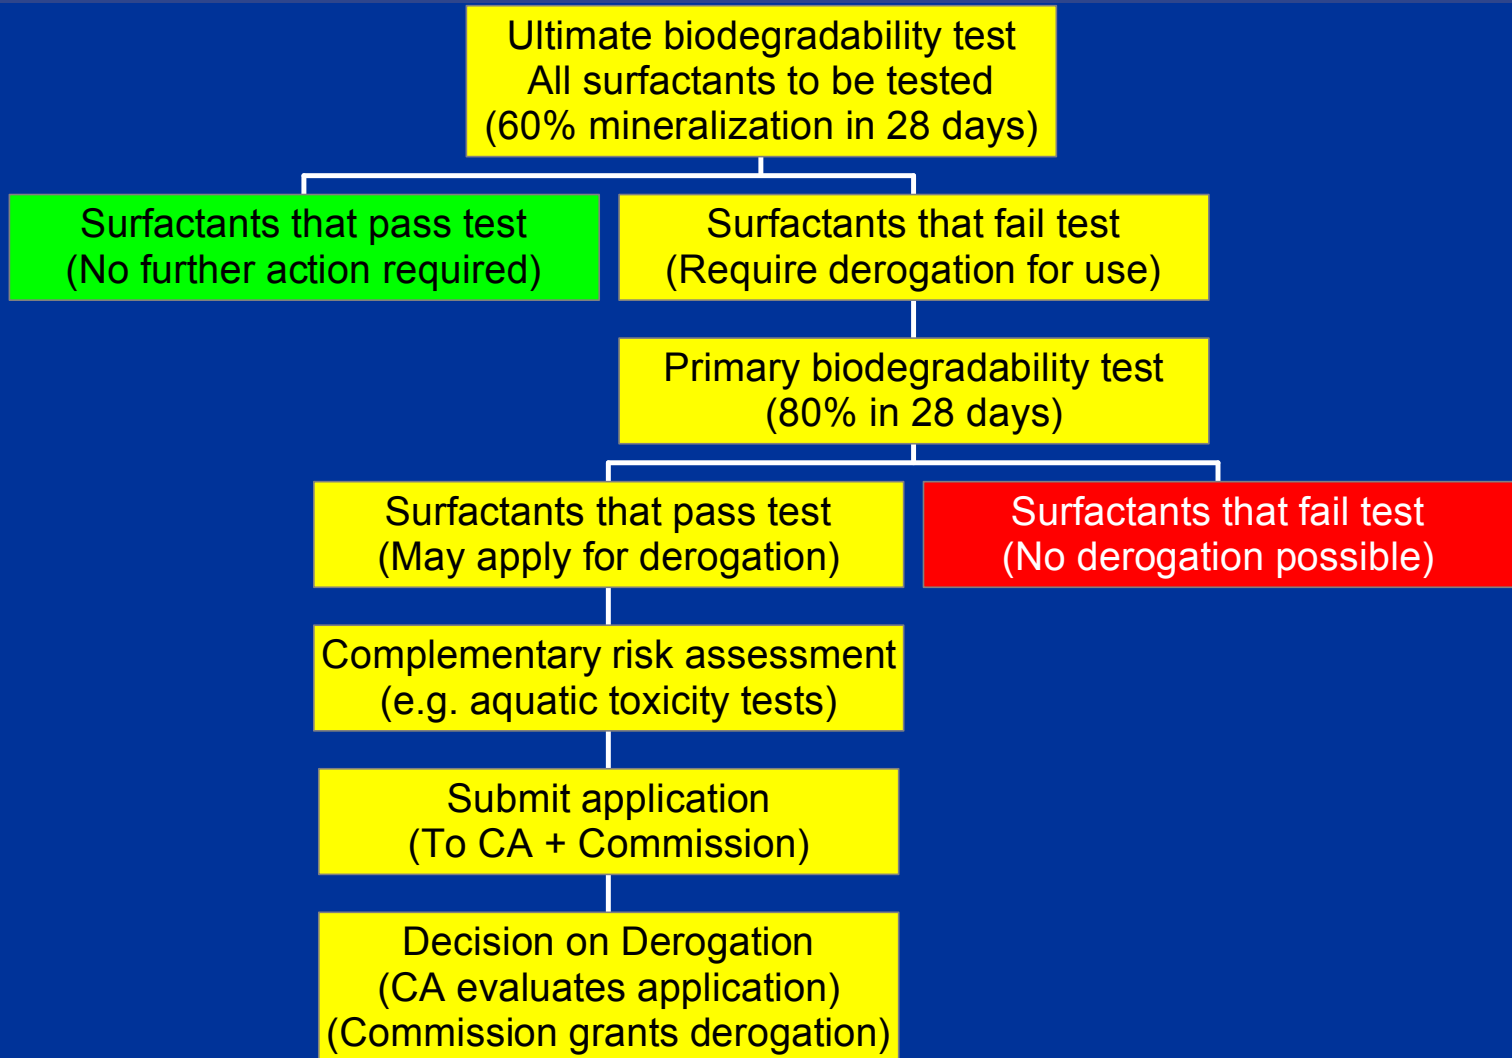 Ultimate biodegradability test
All surfactants to be tested
(60% mineralization in 28 days)
Surfactants that pass test
(No further action required)
Surfactants that fail test
(Require derogation for use)
Primary biodegradability test
(80% in 28 days)
Surfactants that pass test
(May apply for derogation)
Surfactants that fail test
(No derogation possible)
Complementary risk assessment
(e.g. aquatic toxicity tests)
Submit application
(To CA + Commission)
Decision on Derogation
(CA evaluates application)
(Commission grants derogation)